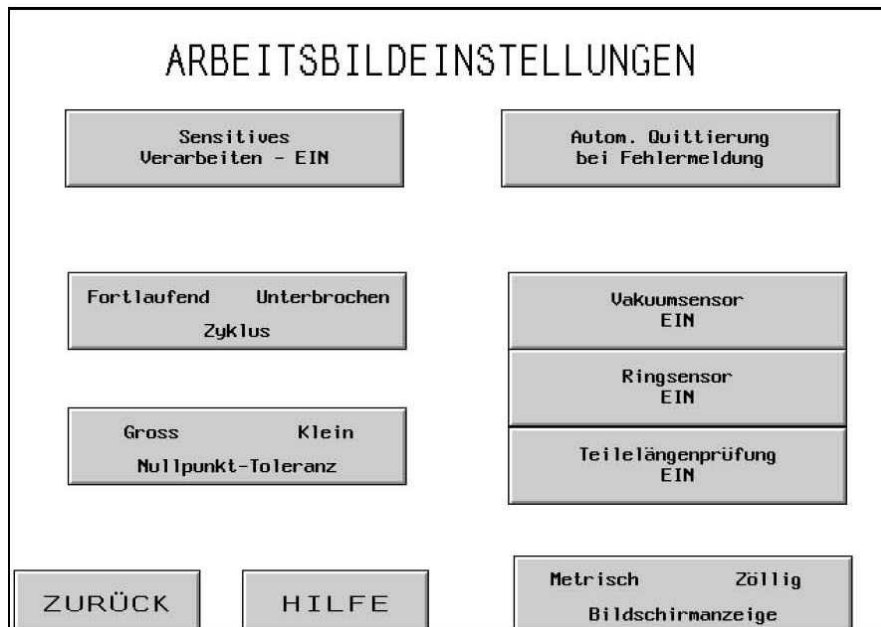 ARBEITSBILDEINSTELLUNGEN
Sensitives
Verarbeiten - EIN
Autom. Quittierung
bei Fehlermeldung
Fortlaufend Unterbrochen
Zyklus
Vakuumsensor
EIN
Ringsensor
EIN
Gross Klein
Nullpunkt-Toleranz
Teilelängenprüfung
EIN
ZURÜCK
HILFE
Metrisch Zöllig
Bildschirmanzeige